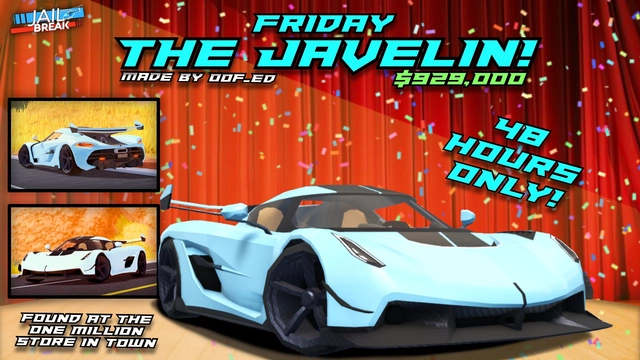 JAIL
BREAK
FRIDAY
THE JAVELIN!
MADE BY OOF_ED
$929,000
48
HOURS
ONLY!
FOUND AT THE
ONE MILLION
STORE IN TOWN